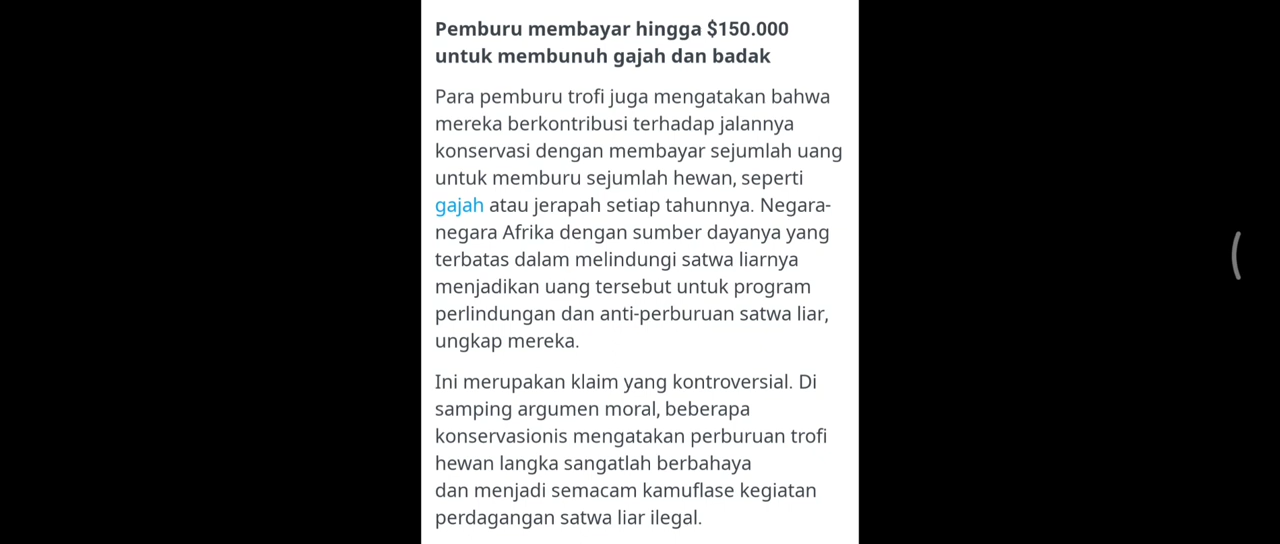 Pemburu membayar hingga $150.000
untuk membunuh gajah dan badak
Para pemburu trofi juga mengatakan bahwa
mereka berkontribusi terhadap jalannya
konservasi dengan membayar sejumlah uang
untuk memburu sejumlah hewan, seperti
gajah atau jerapah setiap tahunnya. Negara-
negara Afrika dengan sumber dayanya yang
terbatas dalam melindungi satwa liarnya
menjadikan uang tersebut untuk program
perlindungan dan anti-perburuan satwa liar,
ungkap mereka.
Ini merupakan klaim yang kontroversial. Di
samping argumen moral, beberapa
konservasionis mengatakan perburuan trofi
hewan langka sangatlah berbahaya
dan menjadi semacam kamuflase kegiatan
perdagangan satwa liar ilegal.